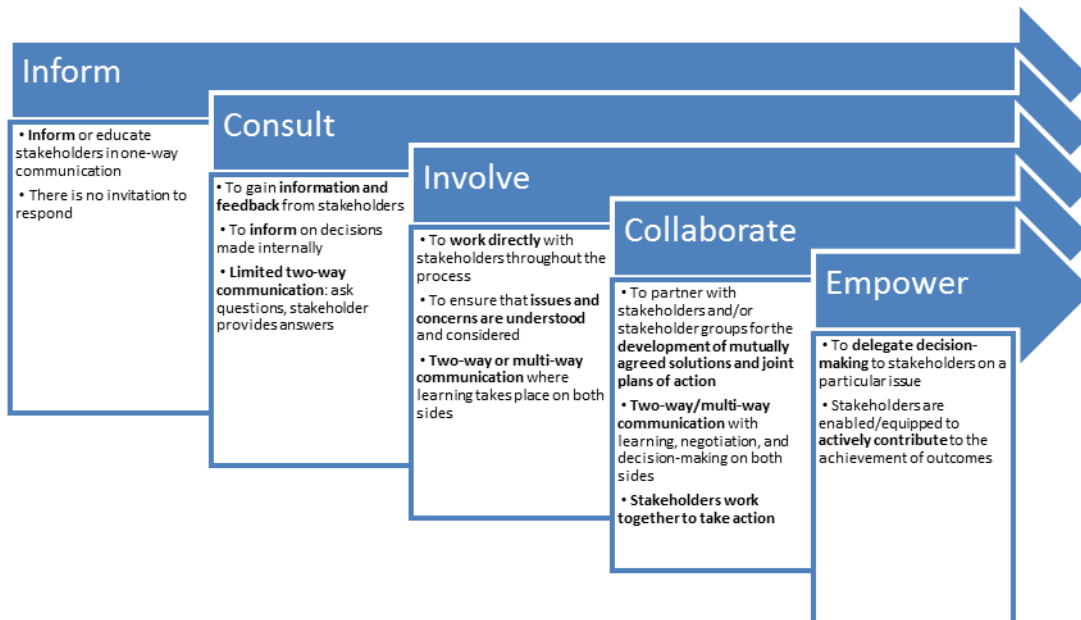 Inform
• Inform or educate
stakeholders in one-way
communication
• There is no invitation to
respond
Consult
• To gain information and
feedback from stakeholders
• To inform on decisions
made internally
• Limited two-way
communication: ask
questions, stakeholder
provides answers
Involve
• To work directly with
stakeholders throughout the
process
• To ensure that issues and
concerns are understood
and considered
• Two-way or multi-way
communication where
learning takes place on both
sides
Collaborate
• To partner with
stakeholders and/or
stakeholder groups for the
development of mutually
agreed solutions and joint
plans of action
• Two-way/multi-way
communication with
learning, negotiation, and
decision-making on both
sides
• Stakeholders work
together to take action
Empower
• To delegate decision-
making to stakeholders on a
particular issue
• Stakeholders are
enabled/equipped to
actively contribute to the
achievement of outcomes